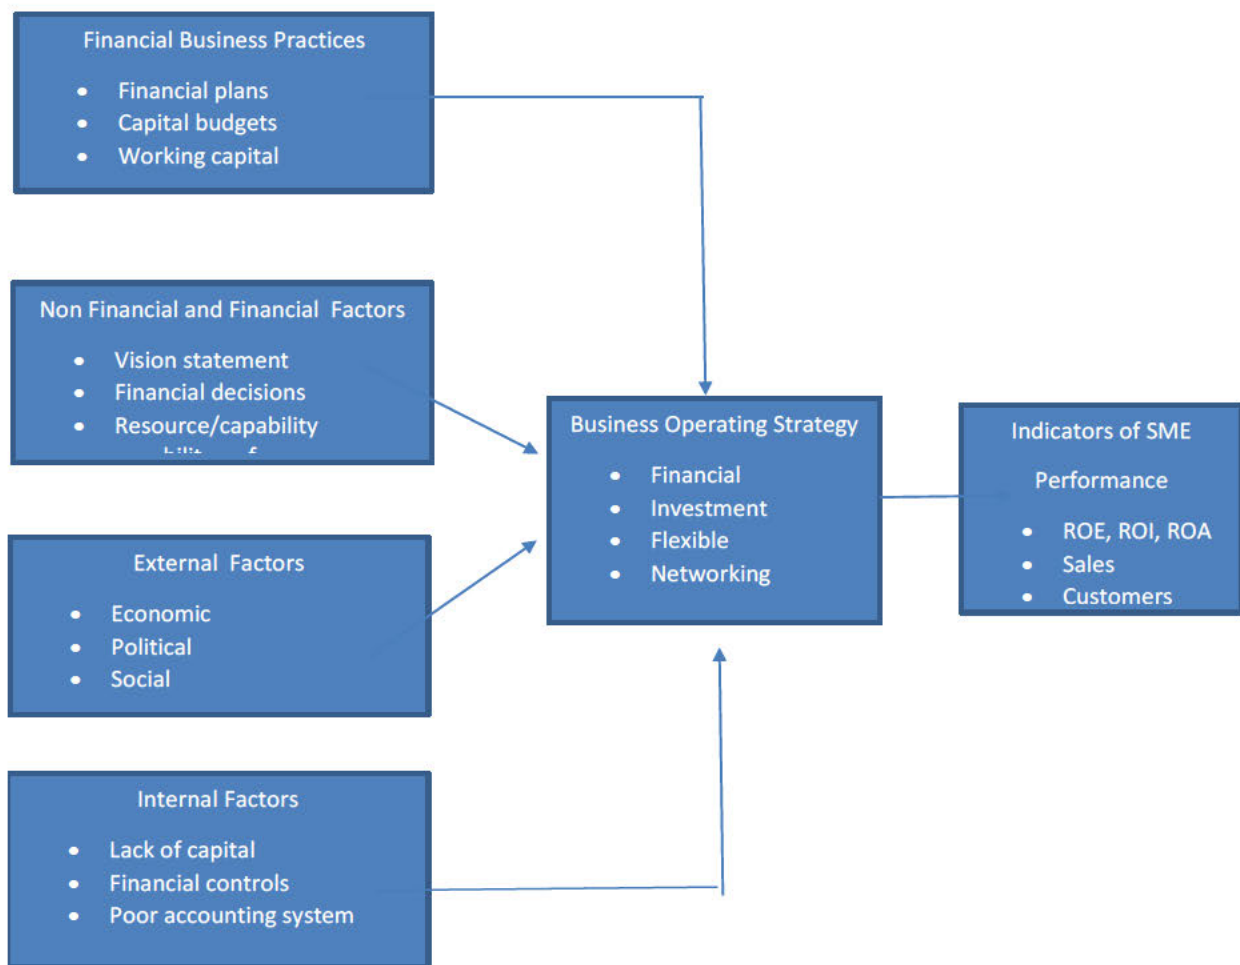 Financial Business Practices
• Financial plans
• Capital budgets
• Working capital
Non Financial and Financial Factors
• Vision statement
• Financial decisions
• Resource/capability
External Factors
• Economic
• Political
• Social
Internal Factors
• Lack of capital
• Financial controls
• Poor accounting system
Business Operating Strategy
• Financial
• Investment
• Flexible
• Networking
Indicators of SME
Performance
• ROE, ROI, ROA
• Sales
• Customers